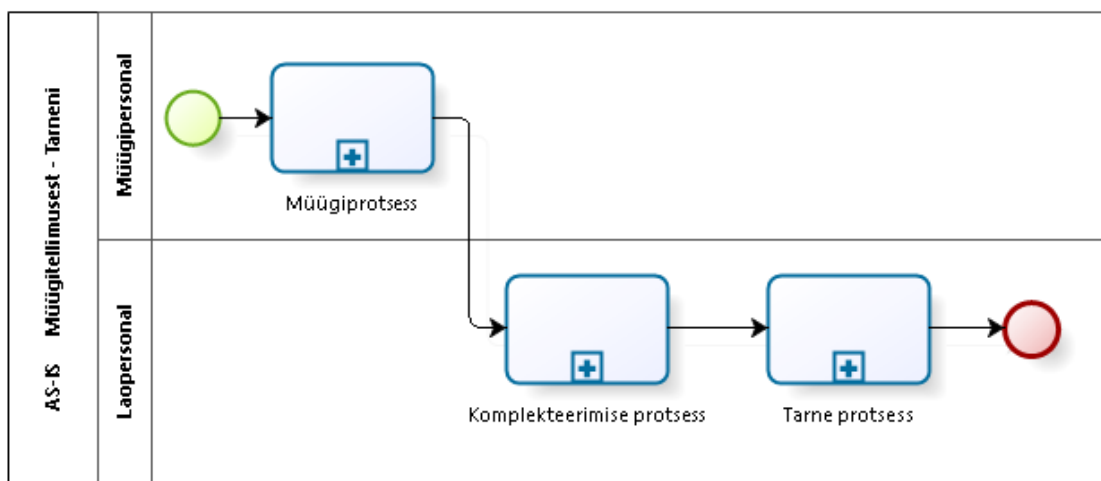 AS-IS Müügitellimusest - Tarneni
Müügipersonal
Müügiprotsess
Laopersonal
Komplekteerimise protsess
Tarne protsess